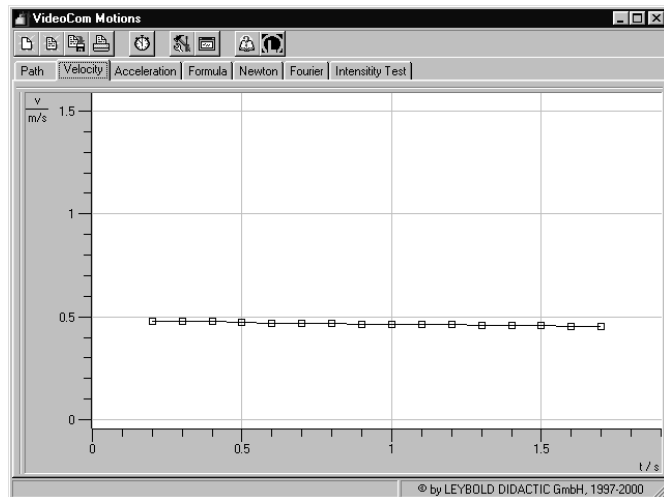 VideoCom Motions
Path Velocity Acceleration Formula Newton Fourier Intensitity Test
v
m/s
1.5
1
0.5
0
0 0.5 1 1.5
t / s
© by LEYBOLD DIDACTIC GmbH, 1997-2000